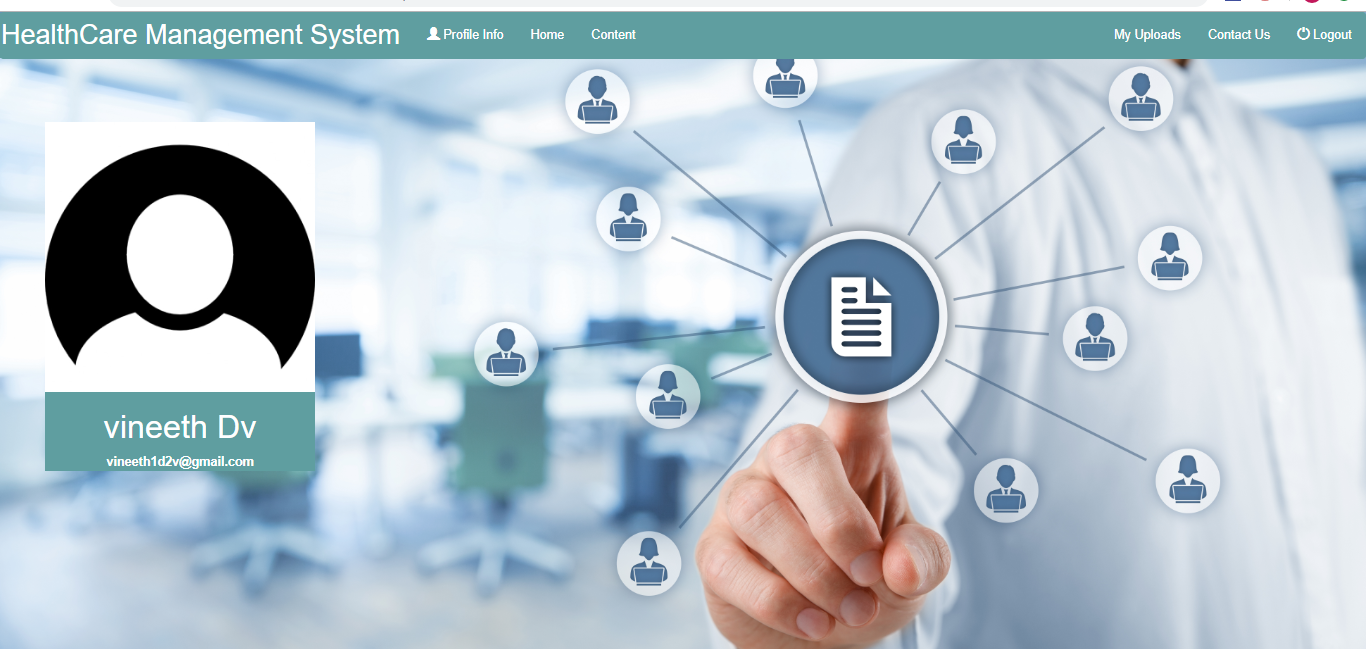 HealthCare Management System Profile Info Home Content My Uploads Contact Us Logout
vineeth Dv
vineeth1d2v@gmail.com